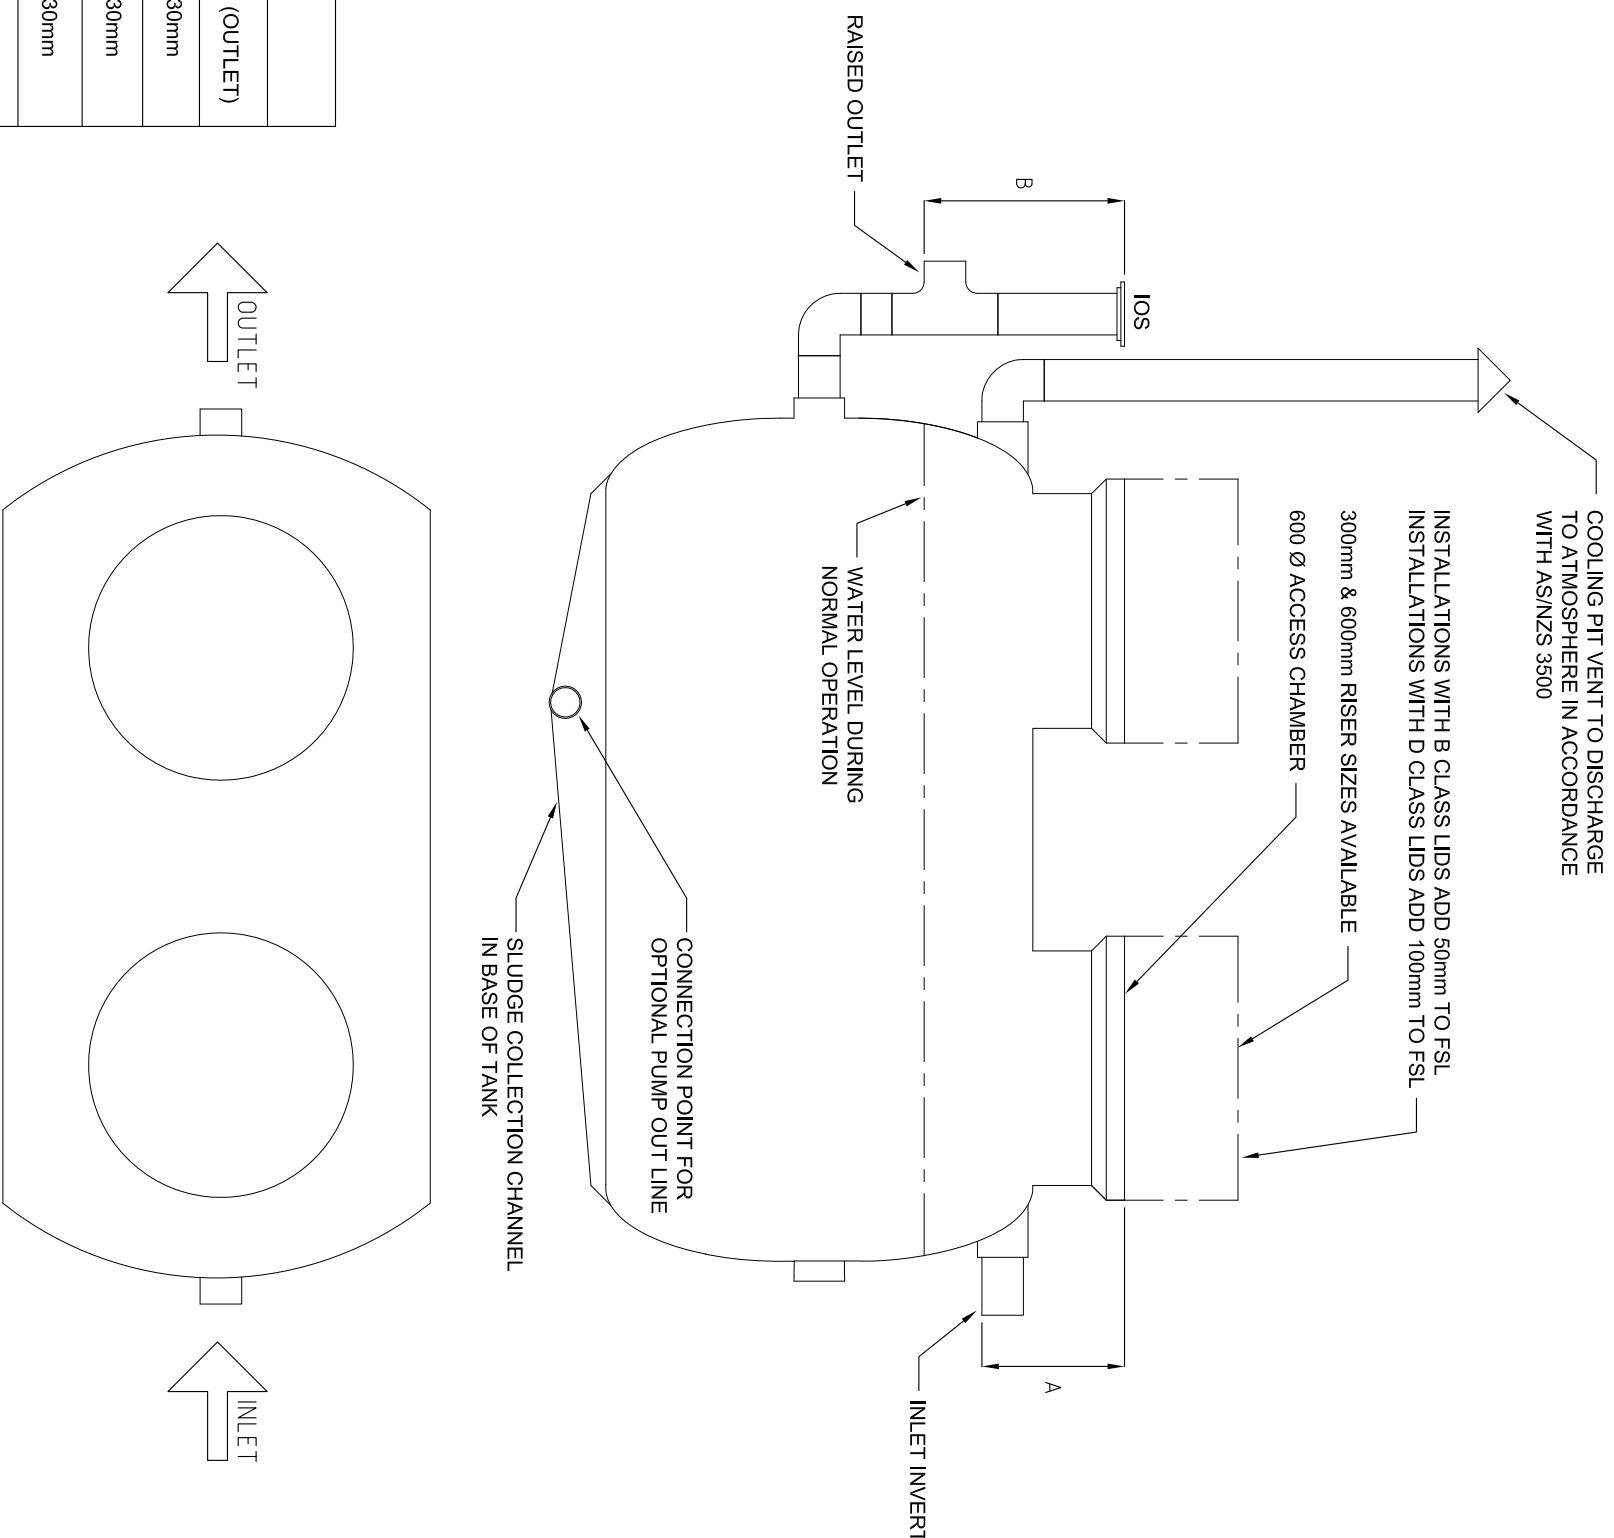 COOLING PIT VENT TO DISCHARGE
TO ATMOSPHERE IN ACCORDANCE
WITH AS/NZS 3500
INSTALLATIONS WITH B CLASS LIDS ADD 50mm TO FSL
INSTALLATIONS WITH D CLASS LIDS ADD 100mm TO FSL
300mm & 600mm RISER SIZES AVAILABLE
600 Ø ACCESS CHAMBER
IOS
B
A
RAISED OUTLET
WATER LEVEL DURING
NORMAL OPERATION
INLET INVERT
CONNECTION POINT FOR
OPTIONAL PUMP OUT LINE
SLUDGE COLLECTION CHANNEL
IN BASE OF TANK
OUTLET
INLET
(OUTLET)
30mm
30mm
30mm